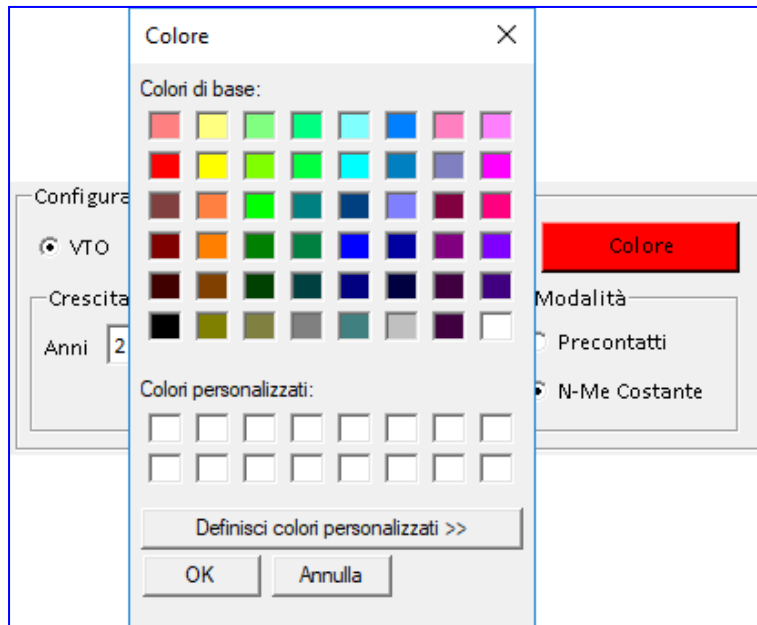 Colore
Colori di base:
Configura
VTO
Colore
Crescita
Modalità
Anni 2
Precontatti
N-Me Costante
Colori personalizzati:
Definisci colori personalizzati >>
OK
Annulla